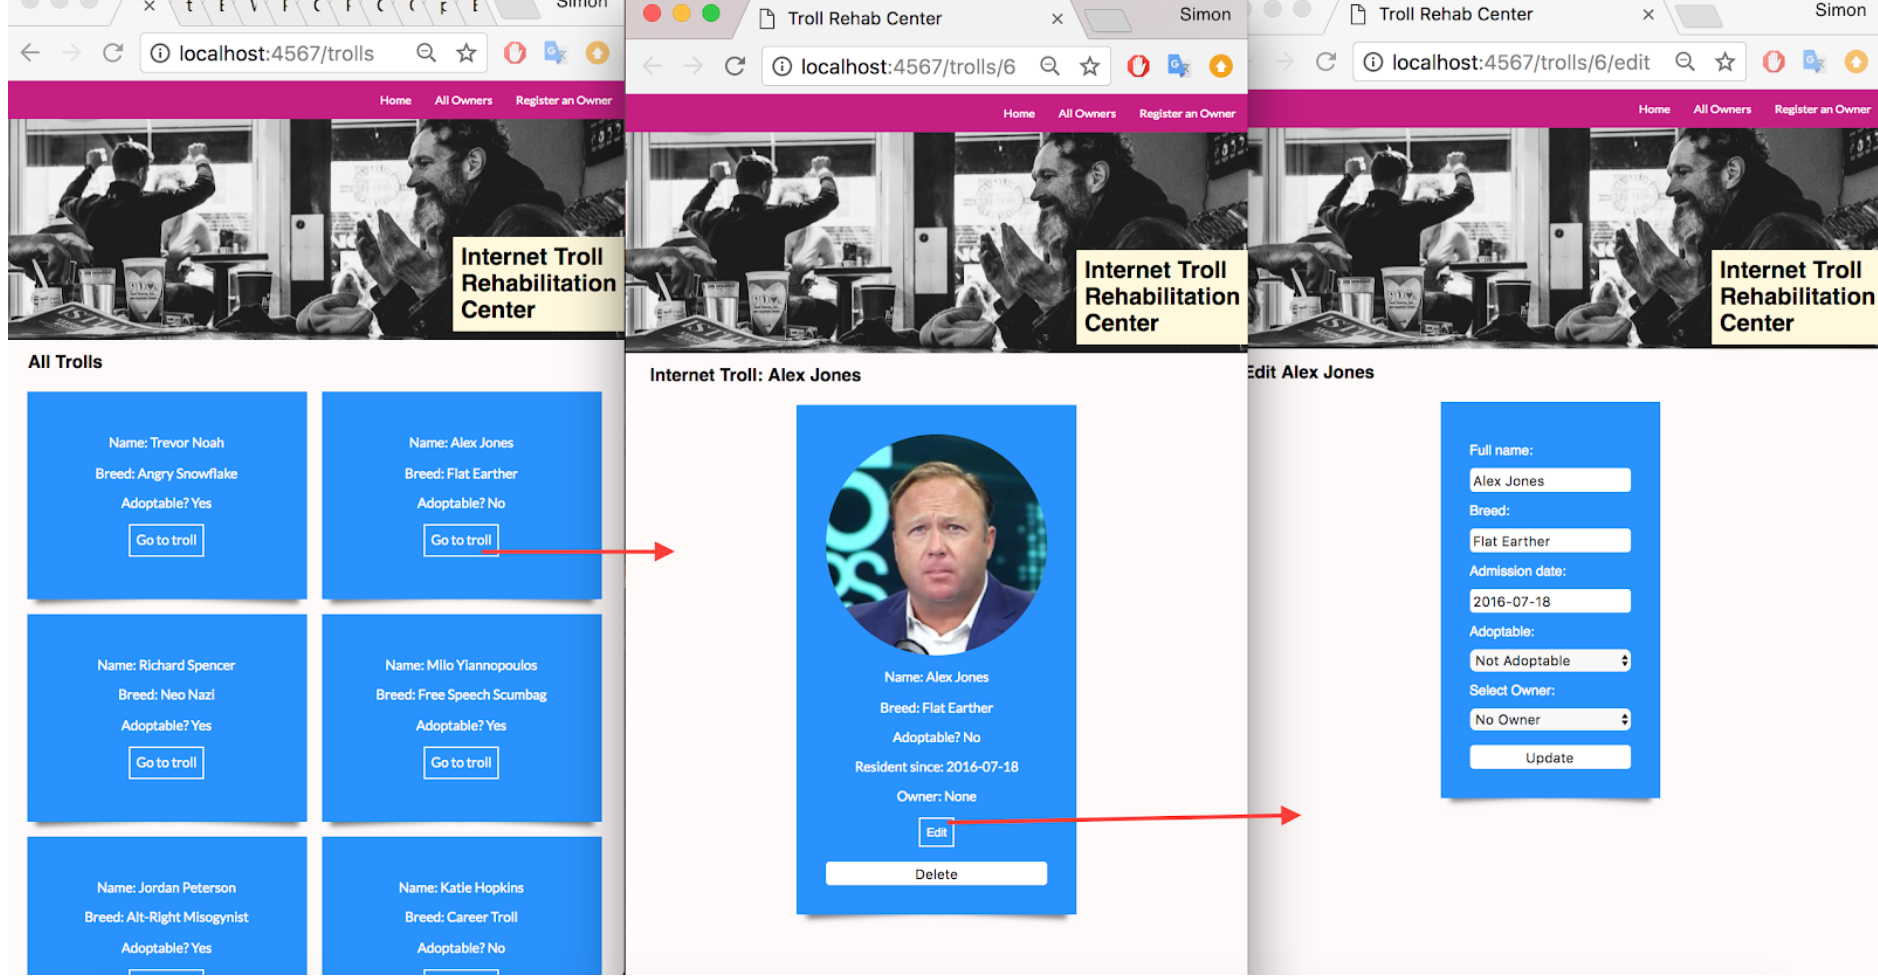 Simon
localhost:4567/trolls
Home All Owners Register an Owner
Internet Troll
Rehabilitation
Center
All Trolls
Name: Trevor Noah
Breed: Angry Snowflake
Adoptable? Yes
Go to troll
Name: Alex Jones
Breed: Flat Earther
Adoptable? No
Go to troll
Name: Richard Spencer
Breed: Neo Nazi
Adoptable? Yes
Go to troll
Name: Milo Yiannopoulos
Breed: Free Speech Scumbag
Adoptable? Yes
Go to troll
Name: Jordan Peterson
Breed: Alt-Right Misogynist
Adoptable? Yes
Name: Katie Hopkins
Breed: Career Troll
Adoptable? No
Troll Rehab Center
Simon
localhost:4567/trolls/6
Home All Owners Register an Owner
Internet Troll
Rehabilitation
Center
Internet Troll: Alex Jones
Name: Alex Jones
Breed: Flat Earther
Adoptable? No
Resident since: 2016-07-18
Owner: None
Edit
Delete
Troll Rehab Center
Simon
localhost:4567/trolls/6/edit
Home All Owners Register an Owner
Internet Troll
Rehabilitation
Center
Edit Alex Jones
Full name:
Alex Jones
Breed:
Flat Earther
Admission date:
2016-07-18
Adoptable:
Not Adoptable
Select Owner:
No Owner
Update